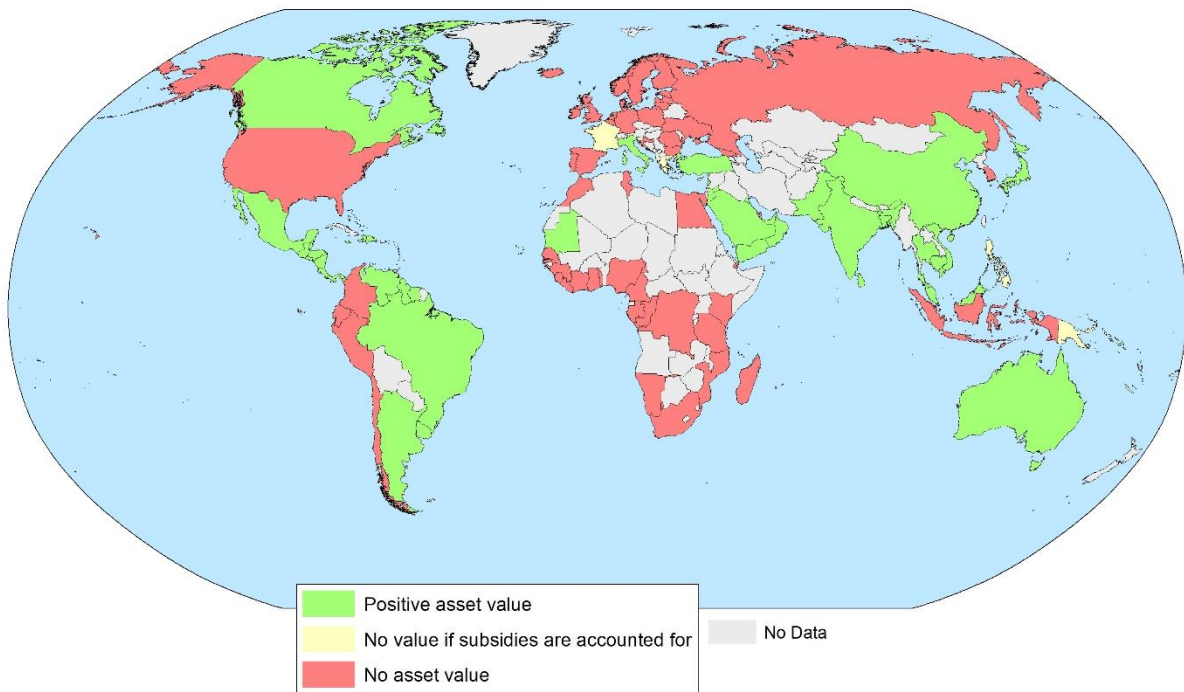 Positive asset value
No value if subsidies are accounted for
No asset value
No Data